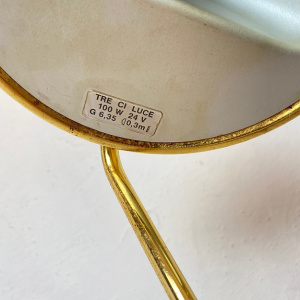 TRE CI LUCE
100 W 24 V
G 6.35 (0.3m